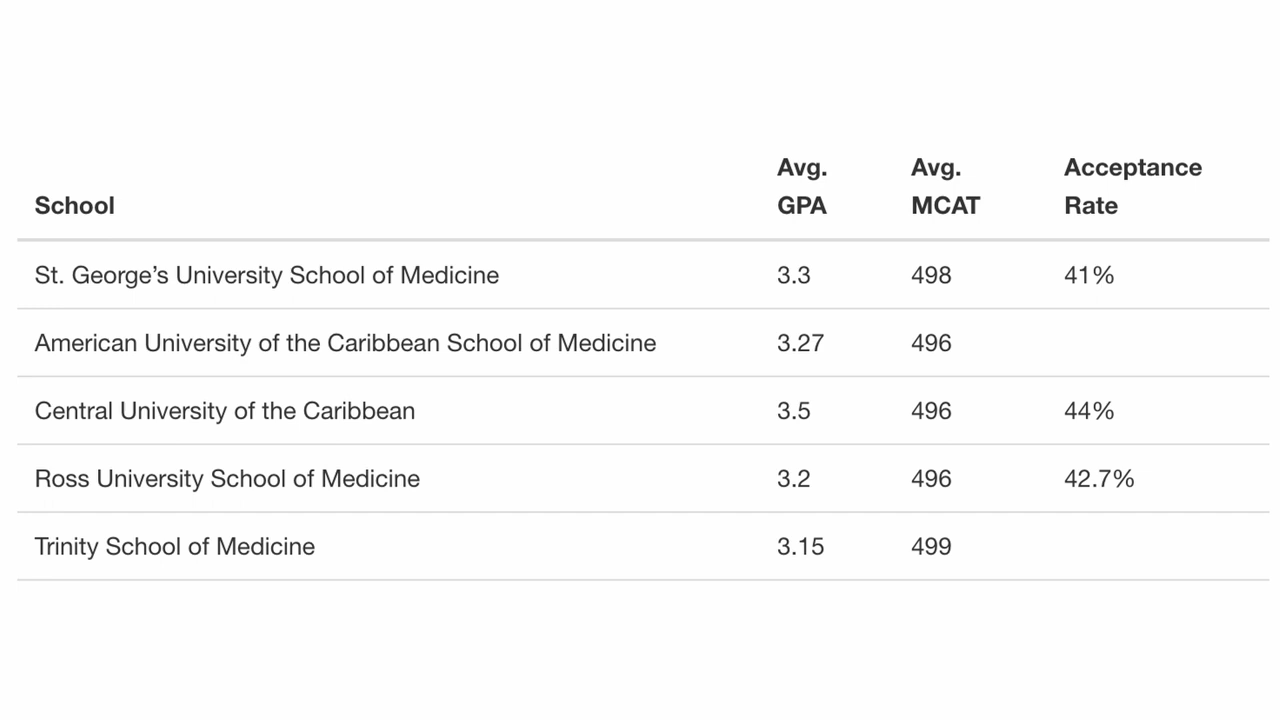 School Avg. GPA Avg. MCAT Acceptance Rate
St. George’s University School of Medicine 3.3 498 41%
American University of the Caribbean School of Medicine 3.27 496
Central University of the Caribbean 3.5 496 44%
Ross University School of Medicine 3.2 496 42.7%
Trinity School of Medicine 3.15 499